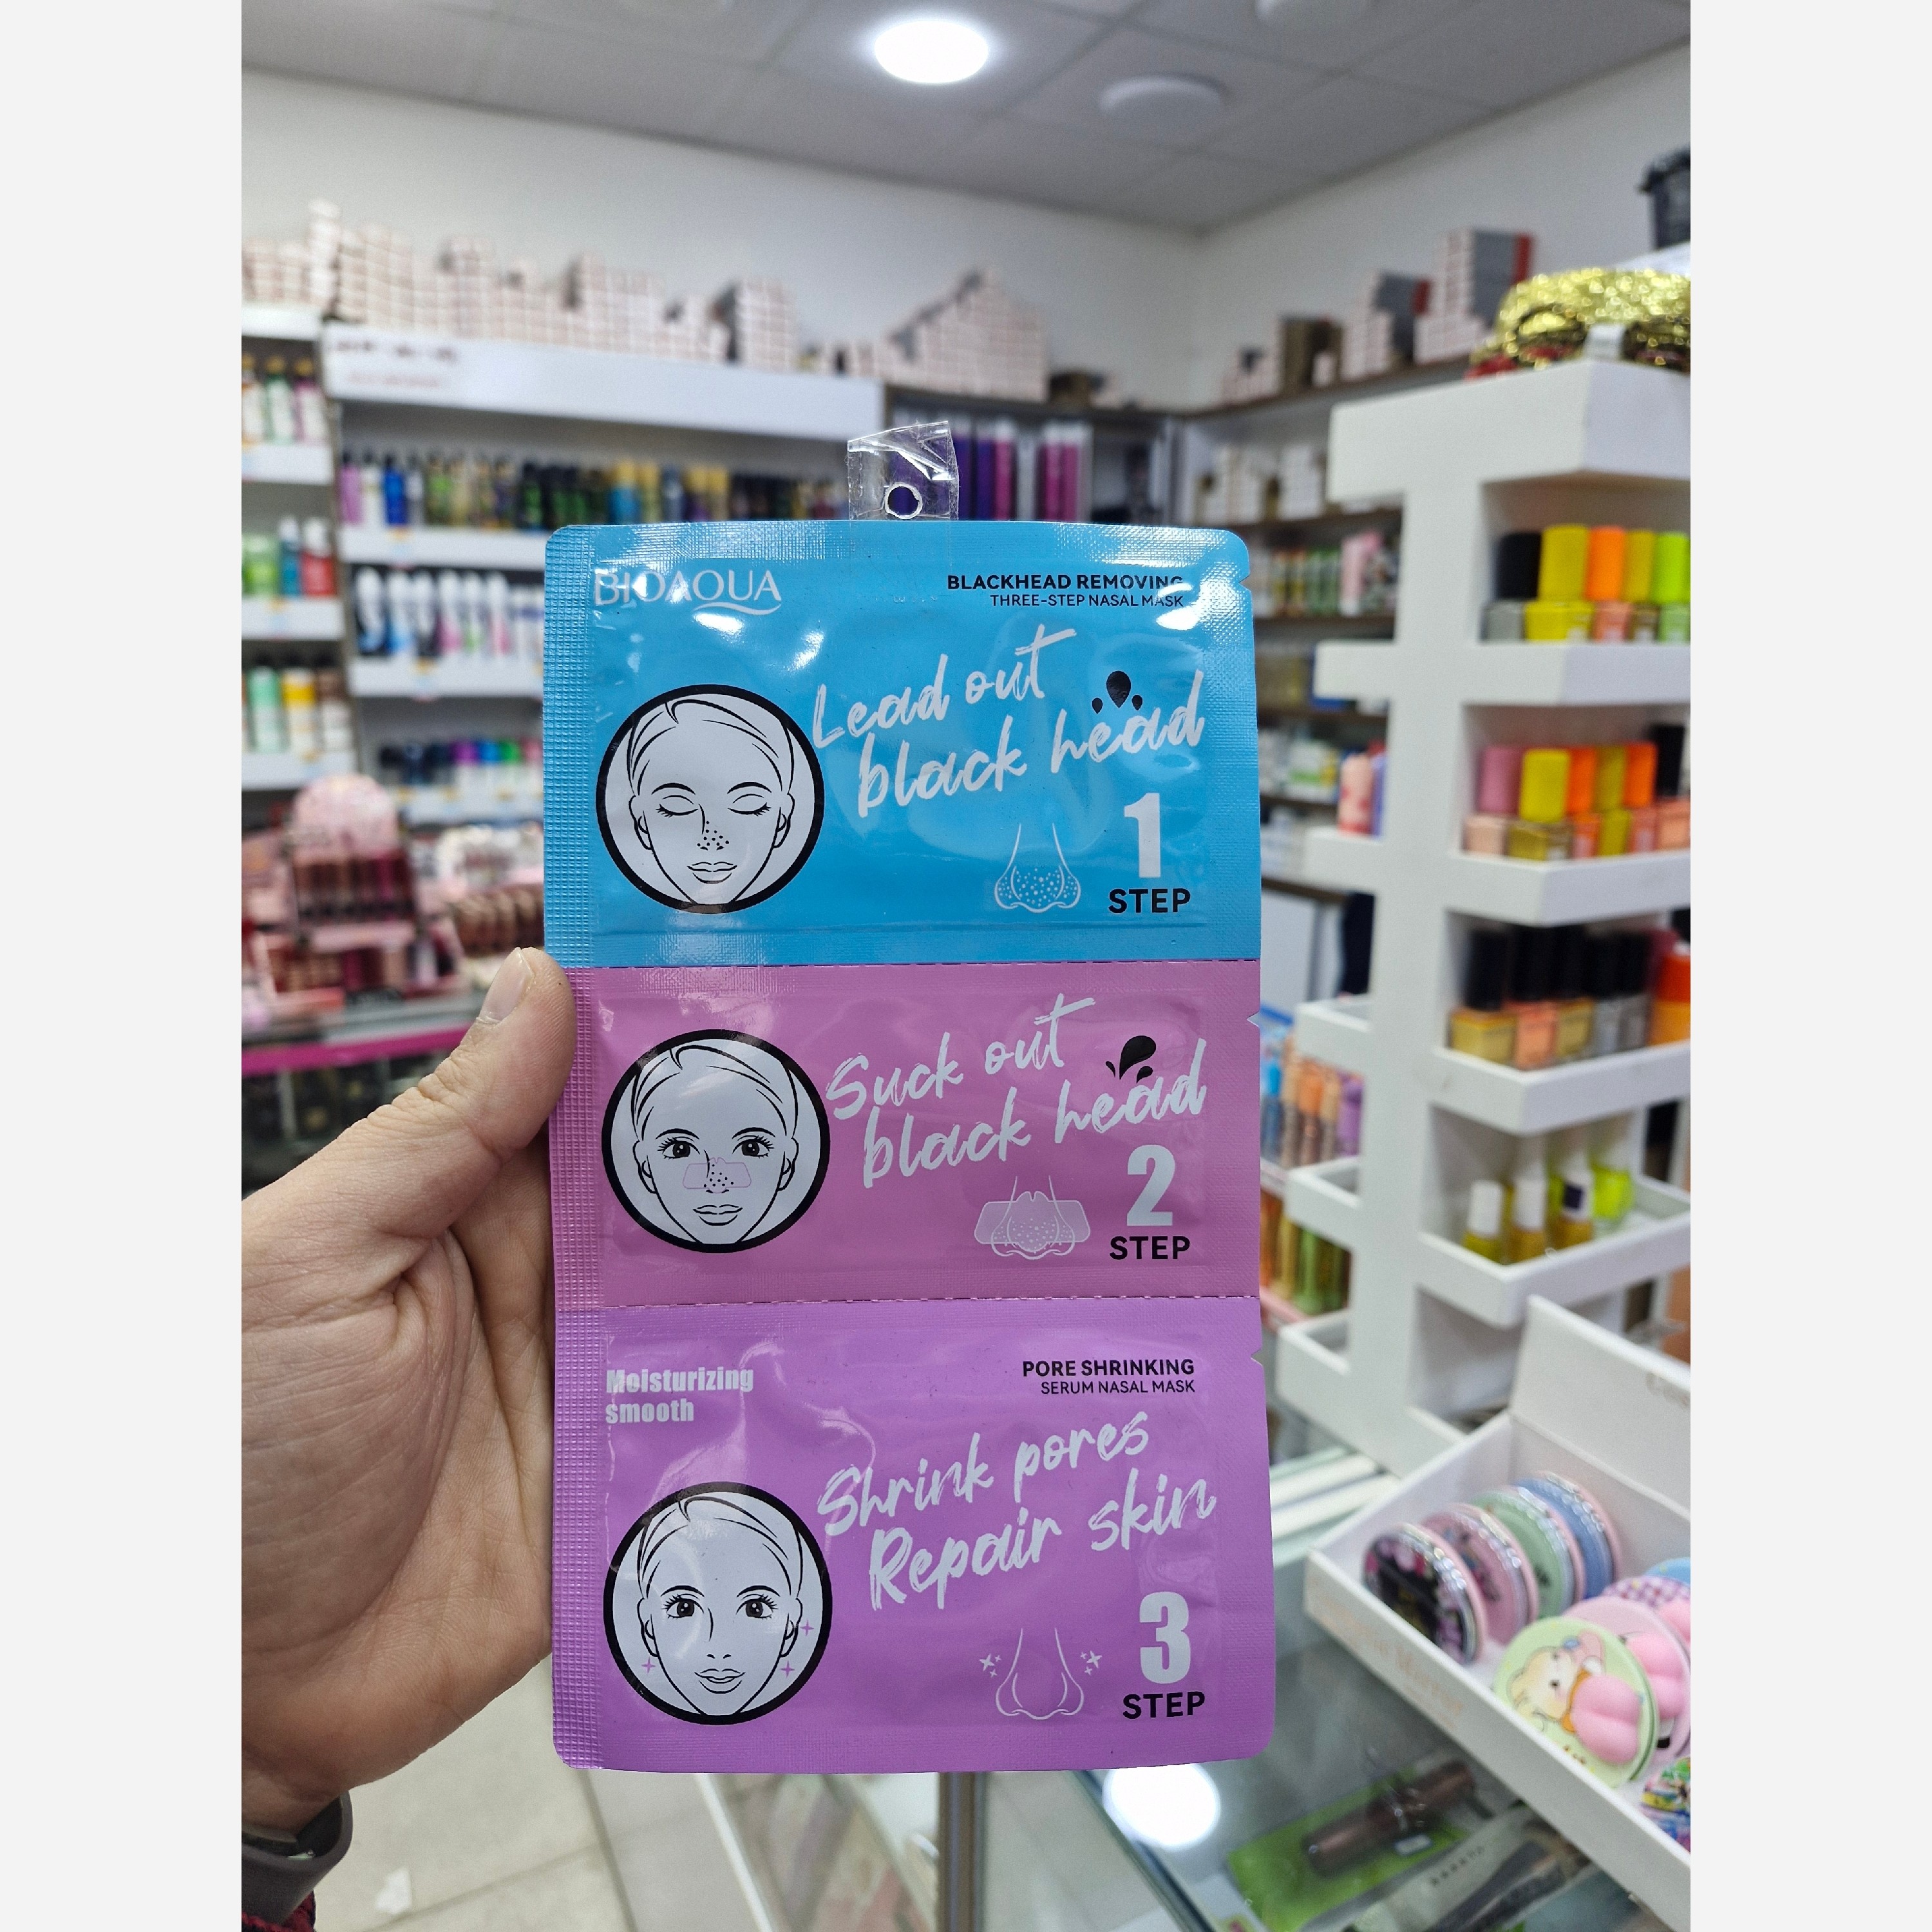 BIOAQUA
BLACKHEAD REMOVING
THREE-STEP NASAL MASK
Lead out
black head
1
STEP
Suck out
black head
2
STEP
Moisturizing
smooth
PORE SHRINKING
SERUM NASAL MASK
Shrink pores
Repair skin
3
STEP